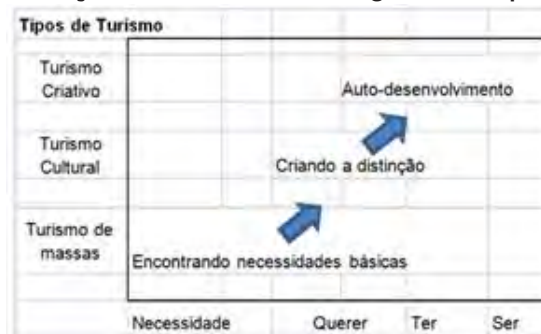 Tipos de Turismo
Turismo
Criativo
Auto-desenvolvimento
Turismo
Cultural
Criando a distinção
Turismo de
massas
Encontrando necessidades básicas
Necessidade Querer Ter Ser